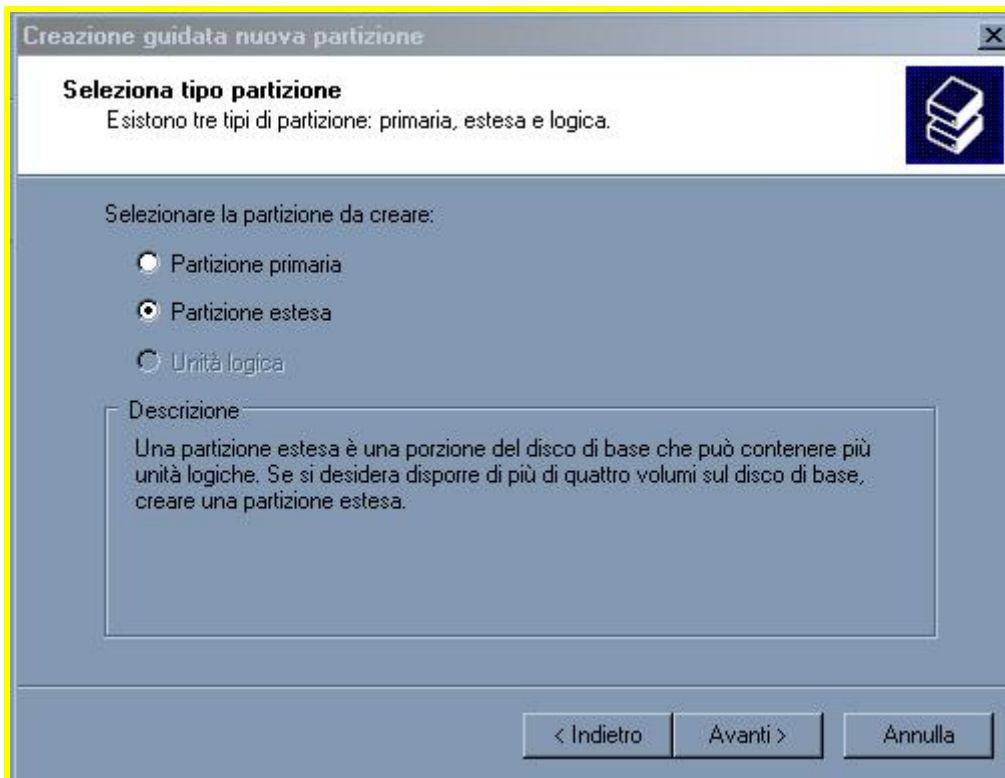 Creazione guidata nuova partizione
Seleziona tipo partizione
Esistono tre tipi di partizione: primaria, estesa e logica.
Selezionare la partizione da creare:
Partizione primaria
Partizione estesa
Unità logica
Descrizione
Una partizione estesa è una porzione del disco di base che può contenere più
unità logiche. Se si desidera disporre di più di quattro volumi sul disco di base,
creare una partizione estesa.
< Indietro
Avanti >
Annulla